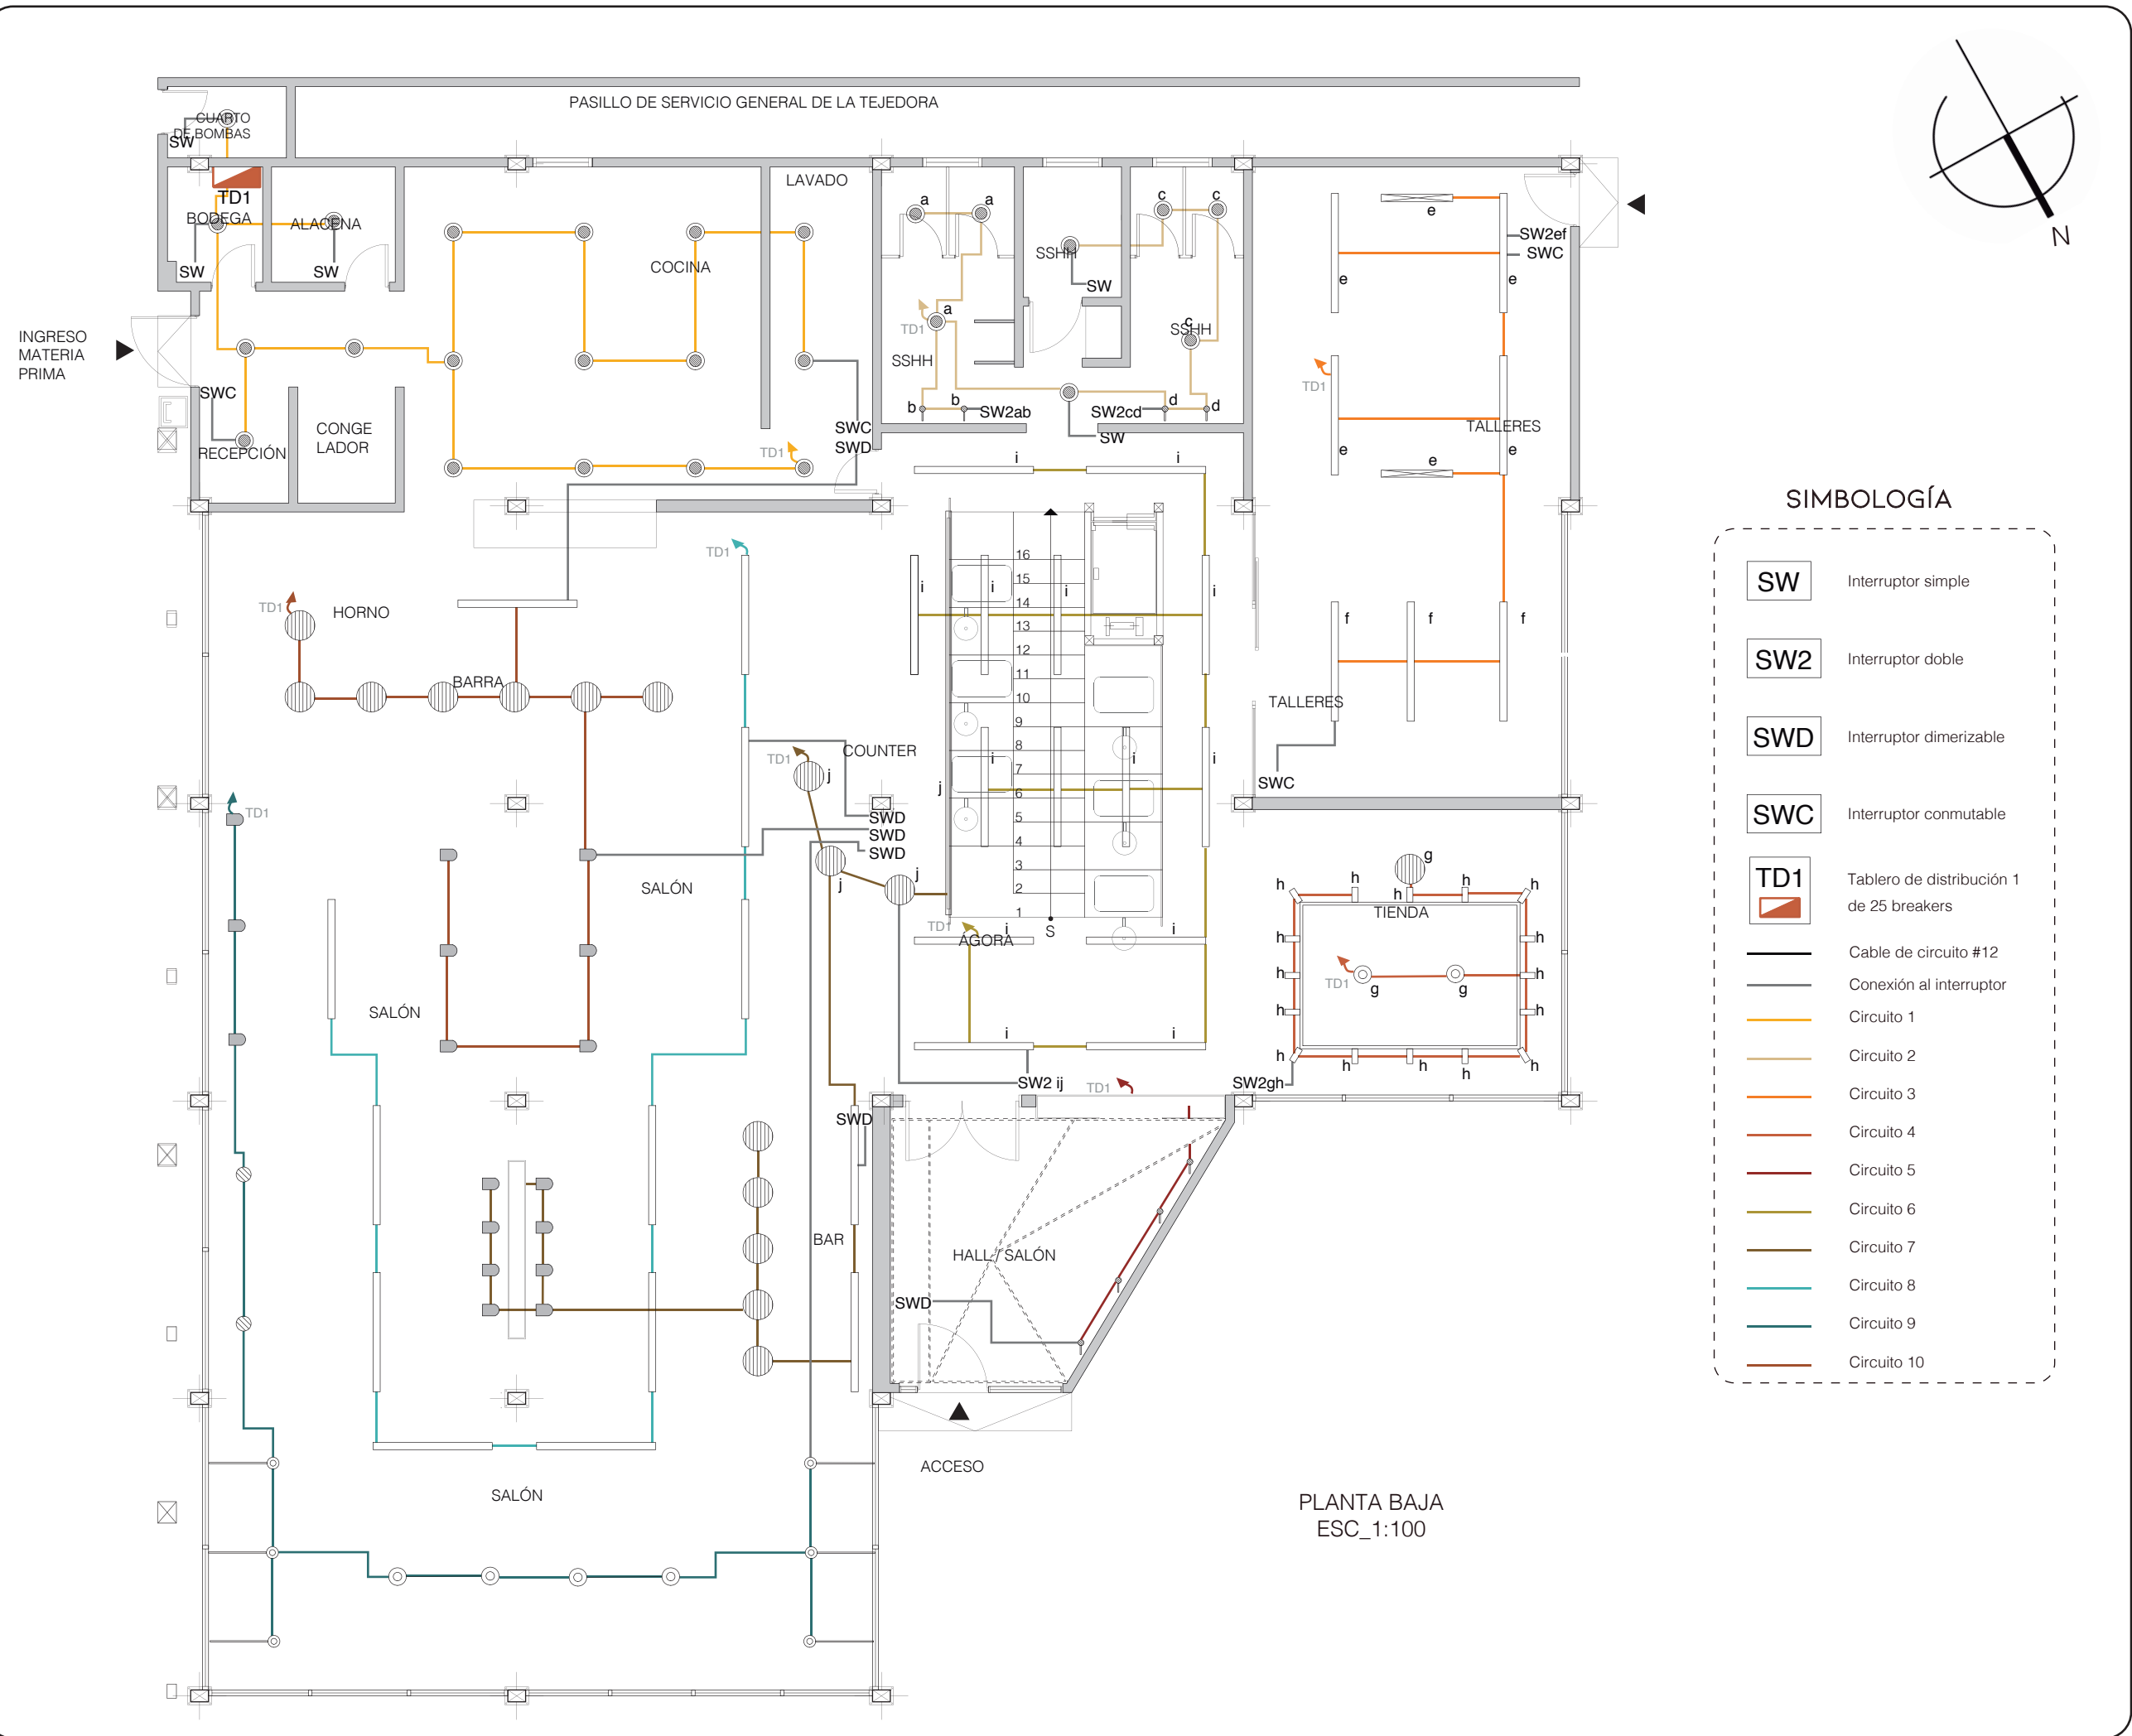 PASILLO DE SERVICIO GENERAL DE LA TEJEDORA
CUARTO
DE BOMBAS
SW
TD1
BODEGA
ALACENA
SW
SW
LAVADO
COCINA
a
a
c
c
SSHH
SW
e
SW2ef
SWC
e
e
N
INGRESO
MATERIA
PRIMA
a
TD1
SSHH
c
SSHH
TD1
SWC
RECEPCIÓN
CONGE
LADOR
SWC
SWD
TD1
b
b
SW2ab
SW2cd
d
d
SW
TALLERES
e
e
e
i
i
SIMBOLOGÍA
SW
Interruptor simple
SW2
Interruptor doble
SWD
Interruptor dimerizable
SWC
Interruptor conmutable
TD1
Tablero de distribución 1
de 25 breakers
Cable de circuito #12
Conexión al interruptor
Circuito 1
Circuito 2
Circuito 3
Circuito 4
Circuito 5
Circuito 6
Circuito 7
Circuito 8
Circuito 9
Circuito 10
TD1
TD1
HORNO
BARRA
16
15
14
13
12
11
10
9
8
7
6
5
4
3
2
1
S
i
i
i
i
i
i
i
j
f
f
f
TALLERES
SWC
COUNTER
TD1
j
SWD
SWD
SWD
j
j
TD1
SALÓN
SALÓN
TD1
ÁGORA
i
i
i
i
g
h
h
h
h
h
TIENDA
h
h
h
h
h
h
TD1
g
g
h
h
h
h
h
SW2gh
SW2 ij
TD1
SWD
BAR
HALL / SALÓN
SWD
ACCESO
SALÓN
PLANTA BAJA
ESC_1:100